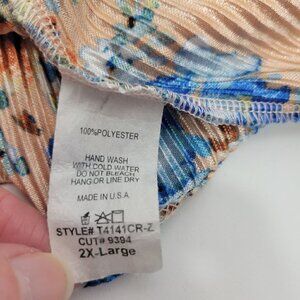 100%POLYESTER
HAND WASH
WITH COLD WATER
DO NOT BLEACH
HANG OR LINE DRY
MADE IN U.S.A
STYLE# T4141CR-Z
CUT# 9394
2X-Large